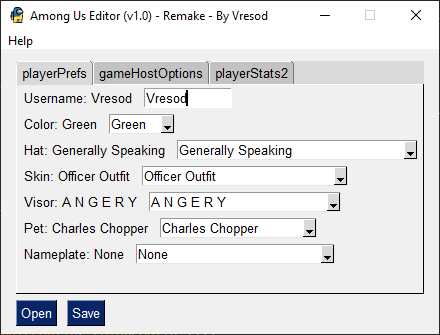 Among Us Editor (v1.0) - Remake - By Vresod
Help
playerPrefs gameHostOptions playerStats2
Username: Vresod Vresod
Color: Green Green
Hat: Generally Speaking Generally Speaking
Skin: Officer Outfit Officer Outfit
Visor: A N G E R Y A N G E R Y
Pet: Charles Chopper Charles Chopper
Nameplate: None None
Open Save